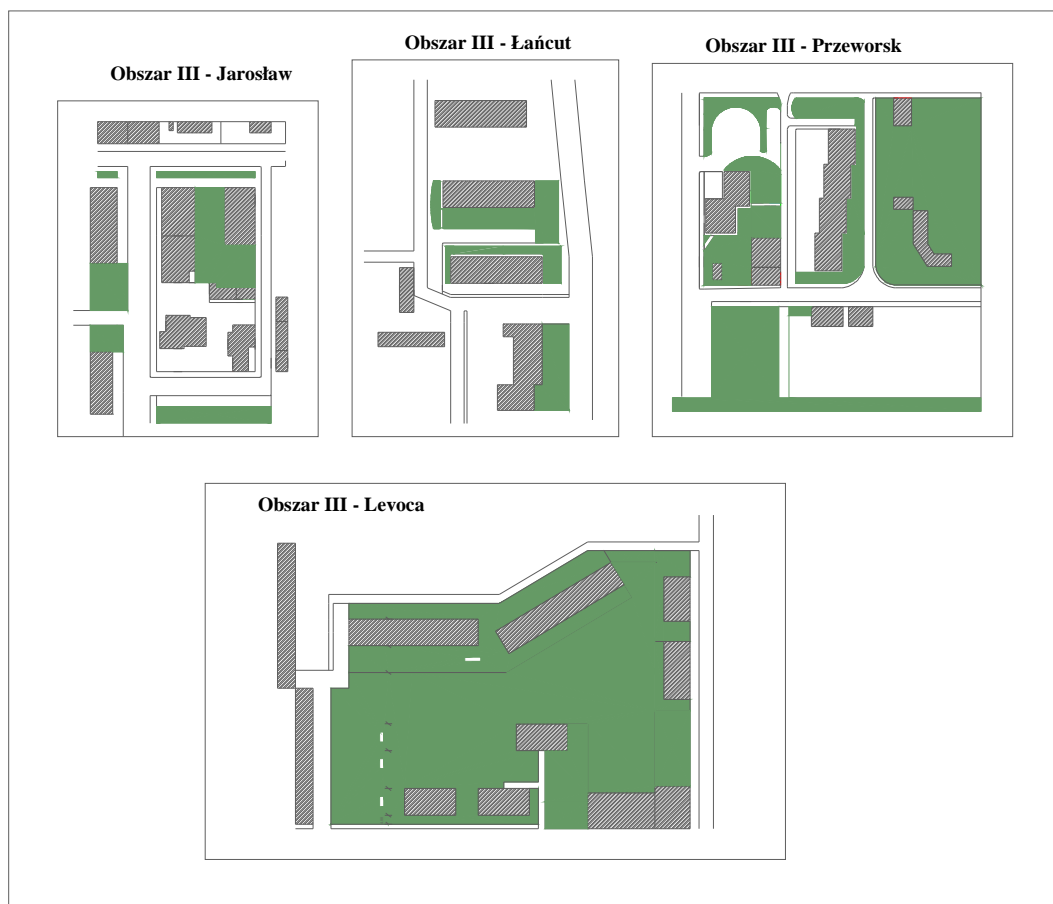 Obszar III - Jarosław
Obszar III - Łańcut
Obszar III - Przeworsk
Obszar III - Levoca